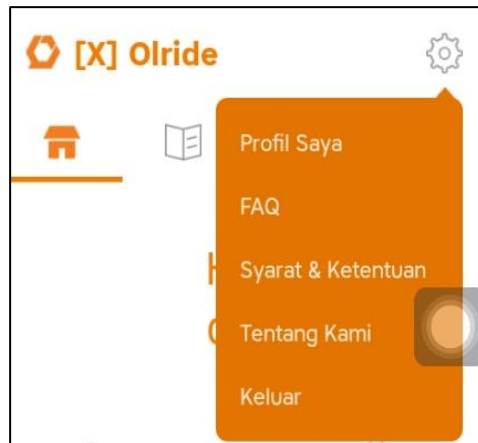 [X] Olride
Profil Saya
FAQ
Syarat & Ketentuan
Tentang Kami
Keluar